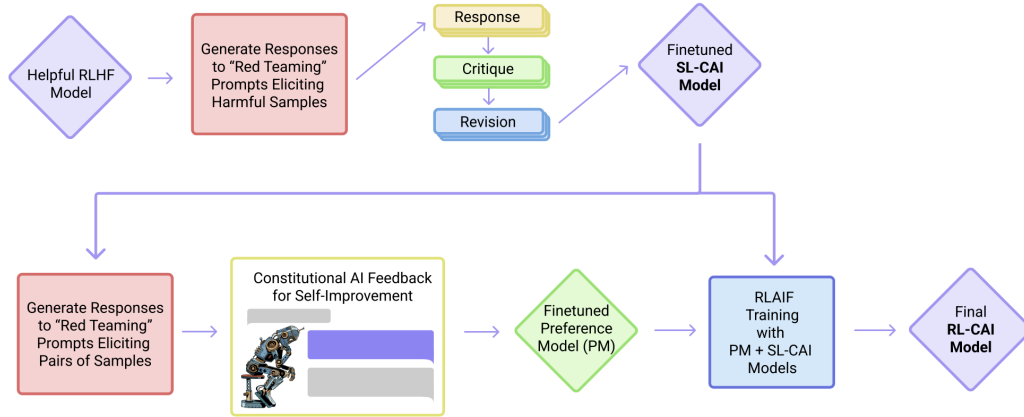 Helpful RLHF
Model
Generate Responses
to “Red Teaming”
Prompts Eliciting
Harmful Samples
Response
Critique
Revision
Finetuned
SL-CAI
Model
Generate Responses
to “Red Teaming”
Prompts Eliciting
Pairs of Samples
Constitutional AI Feedback
for Self-Improvement
Finetuned
Preference
Model (PM)
RLAIF
Training
with
PM + SL-CAI
Models
Final
RL-CAI
Model